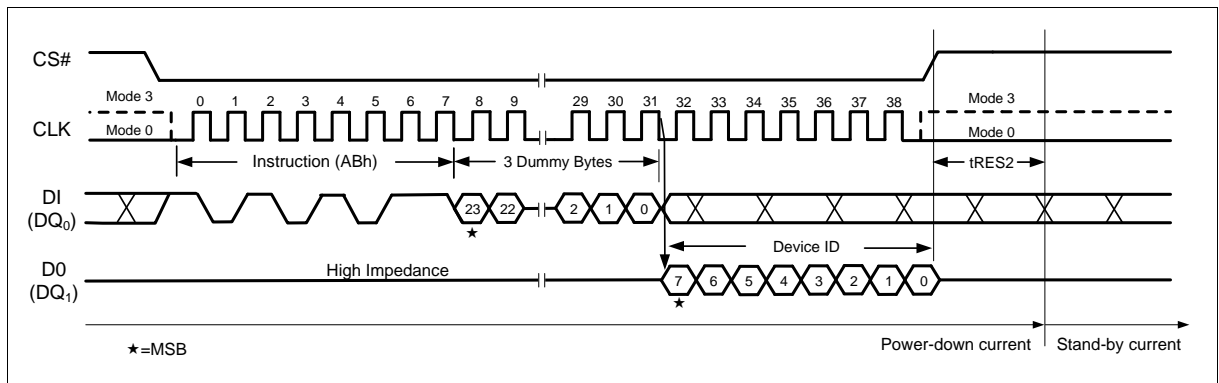 CS#
Mode 3
0 1 2 3 4 5 6 7 8 9 29 30 31 32 33 34 35 36 37 38
Mode 3
CLK
Mode 0
Mode 0
Instruction (ABh)
3 Dummy Bytes
tRES2
DI
(DQ0)
23 22 2 1 0
★
Device ID
D0
(DQ1)
High Impedance
7 6 5 4 3 2 1 0
★
★=MSB
Power-down current
Stand-by current